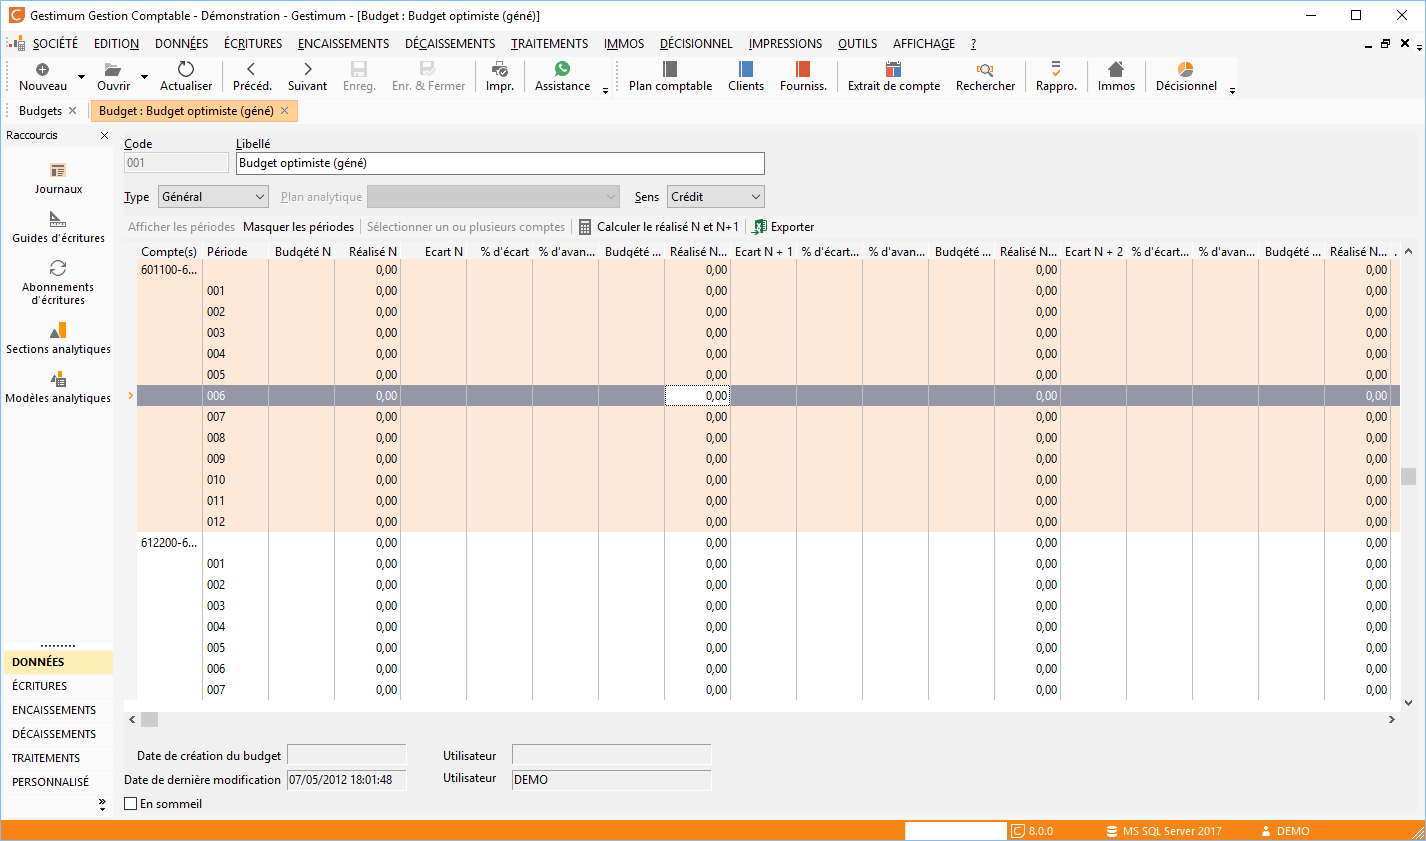 Gestimum Gestion Comptable - Démonstration - Gestimum - [Budget : Budget optimiste (géné)]
SOCIÉTÉ EDITION DONNÉES ÉCRITURES ENCAISSEMENTS DÉCAISSEMENTS TRAITEMENTS IMMOS DÉCISIONNEL IMPRESSIONS OUTILS AFFICHAGE ?
Nouveau Ouvrir Actualiser Précéd. Suivant Enreg. Enr. & Fermer Impr. Assistance Plan comptable Clients Fourniss. Extrait de compte Rechercher Rappro. Immos Décisionnel
Budgets Budget : Budget optimiste (géné)
Raccourcis
Journaux
Guides d'écritures
Abonnements
d'écritures
Sections analytiques
Modèles analytiques
DONNÉES
ÉCRITURES
ENCAISSEMENTS
DÉCAISSEMENTS
TRAITEMENTS
PERSONNALISÉ
Code Libellé
001 Budget optimiste (géné)
Type Général Plan analytique Sens Crédit
Afficher les périodes Masquer les périodes Sélectionner un ou plusieurs comptes Calculer le réalisé N et N+1 Exporter
Compte(s) Période Budgété N Réalisé N Ecart N % d'écart % d'avan... Budgété ... Réalisé N... Ecart N + 1 % d'écart... % d'avan... Budgété ... Réalisé N... Ecart N + 2 % d'écart... % d'avan... Budgété ... Réalisé N... .
601100-6... 0,00 0,00 0,00 0,00
001 0,00 0,00 0,00 0,00
002 0,00 0,00 0,00 0,00
003 0,00 0,00 0,00 0,00
004 0,00 0,00 0,00 0,00
005 0,00 0,00 0,00 0,00
006 0,00 0,00 0,00 0,00
007 0,00 0,00 0,00 0,00
008 0,00 0,00 0,00 0,00
009 0,00 0,00 0,00 0,00
010 0,00 0,00 0,00 0,00
011 0,00 0,00 0,00 0,00
012 0,00 0,00 0,00 0,00
612200-6... 0,00 0,00 0,00 0,00
001 0,00 0,00 0,00 0,00
002 0,00 0,00 0,00 0,00
003 0,00 0,00 0,00 0,00
004 0,00 0,00 0,00 0,00
005 0,00 0,00 0,00 0,00
006 0,00 0,00 0,00 0,00
007 0,00 0,00 0,00 0,00
Date de création du budget Utilisateur
Date de dernière modification 07/05/2012 18:01:48 Utilisateur DEMO
En sommeil
8.0.0 MS SQL Server 2017 DEMO